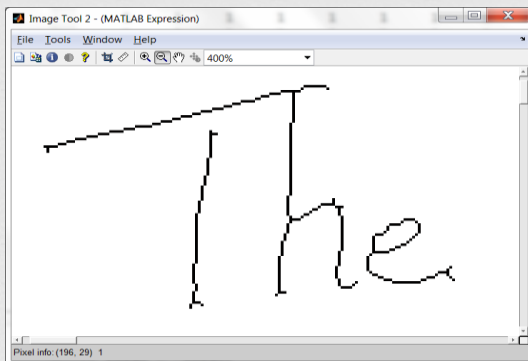 Image Tool 2 - (MATLAB Expression)
File Tools Window Help
400%
The
Pixel info: (196, 29) 1